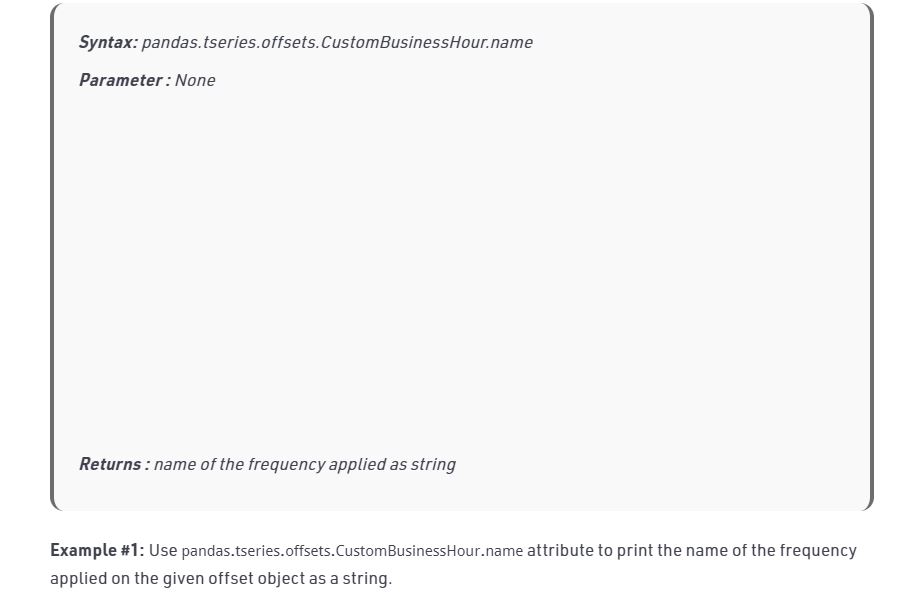 Syntax: pandas.tseries.offsets.CustomBusinessHour.name
Parameter : None
Returns : name of the frequency applied as string
Example #1: Use pandas.tseries.offsets.CustomBusinessHour.name attribute to print the name of the frequency
applied on the given offset object as a string.